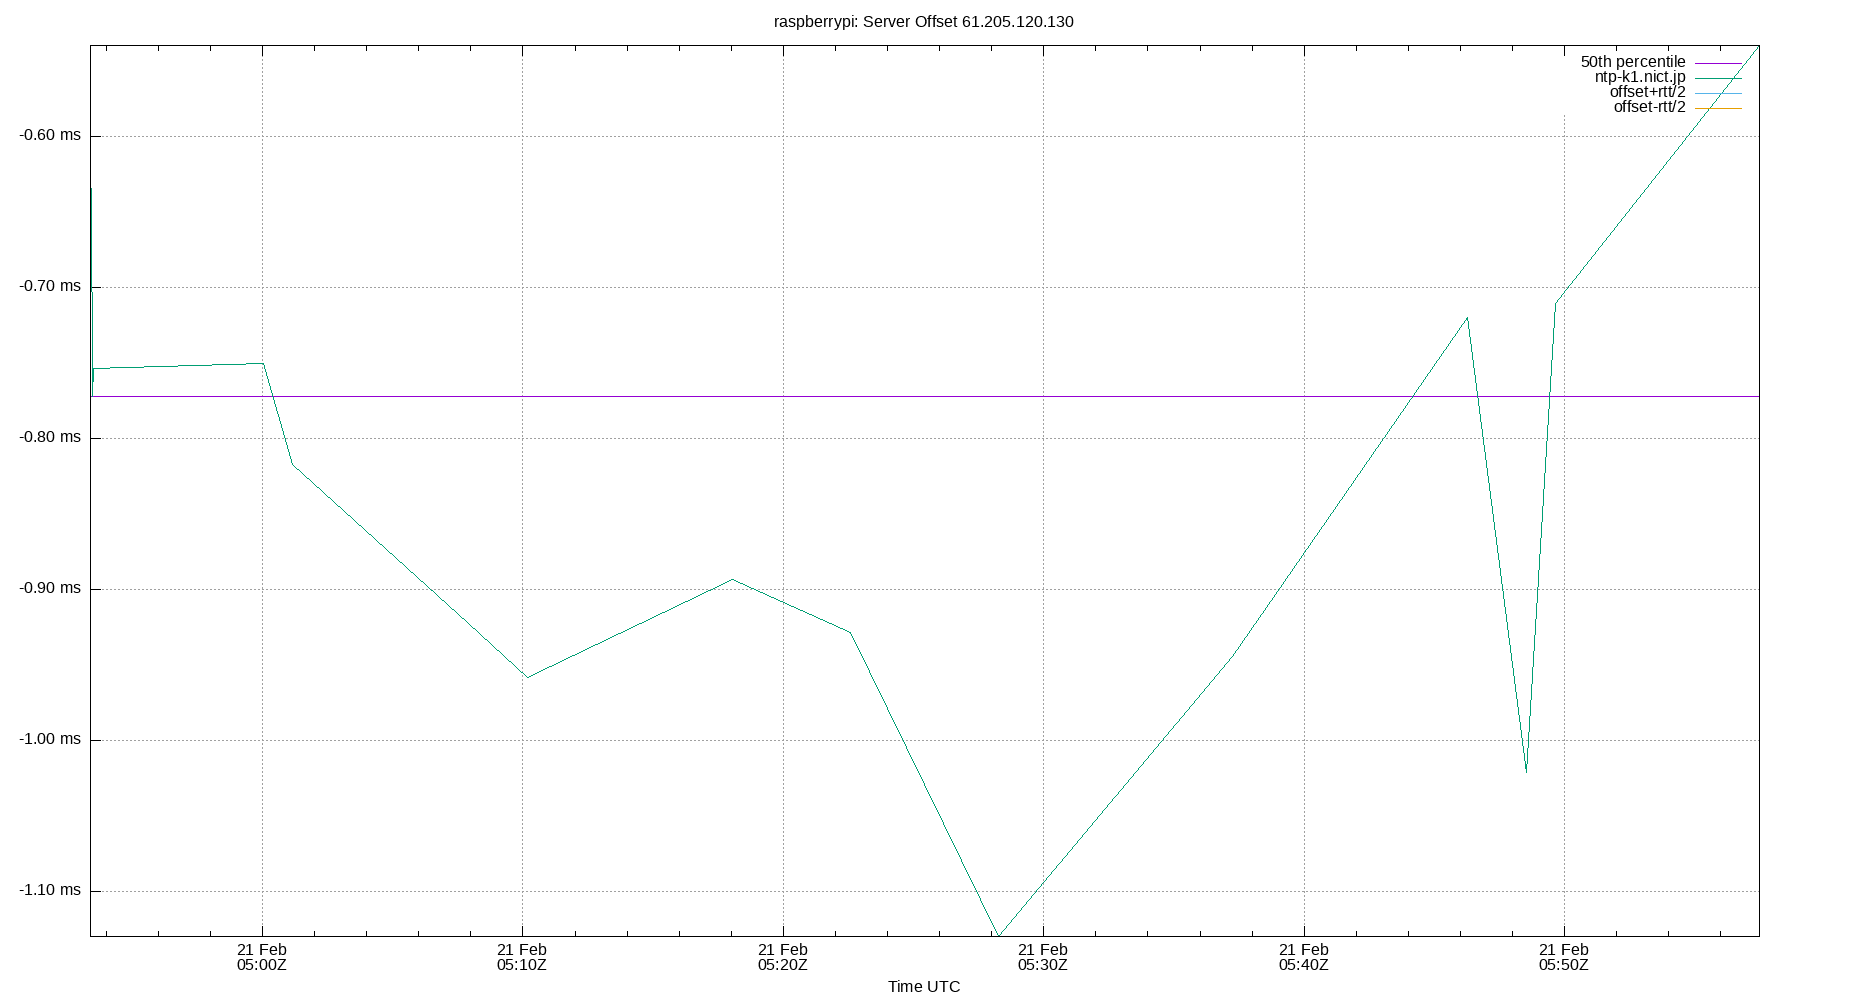 raspberrypi: Server Offset 61.205.120.130
50th percentile
ntp-k1.nict.jp
offset+rtt/2
offset-rtt/2
-0.60 ms
-0.70 ms
-0.80 ms
-0.90 ms
-1.00 ms
-1.10 ms
21 Feb 21 Feb 21 Feb 21 Feb 21 Feb 21 Feb
05:00Z 05:10Z 05:20Z 05:30Z 05:40Z 05:50Z
Time UTC